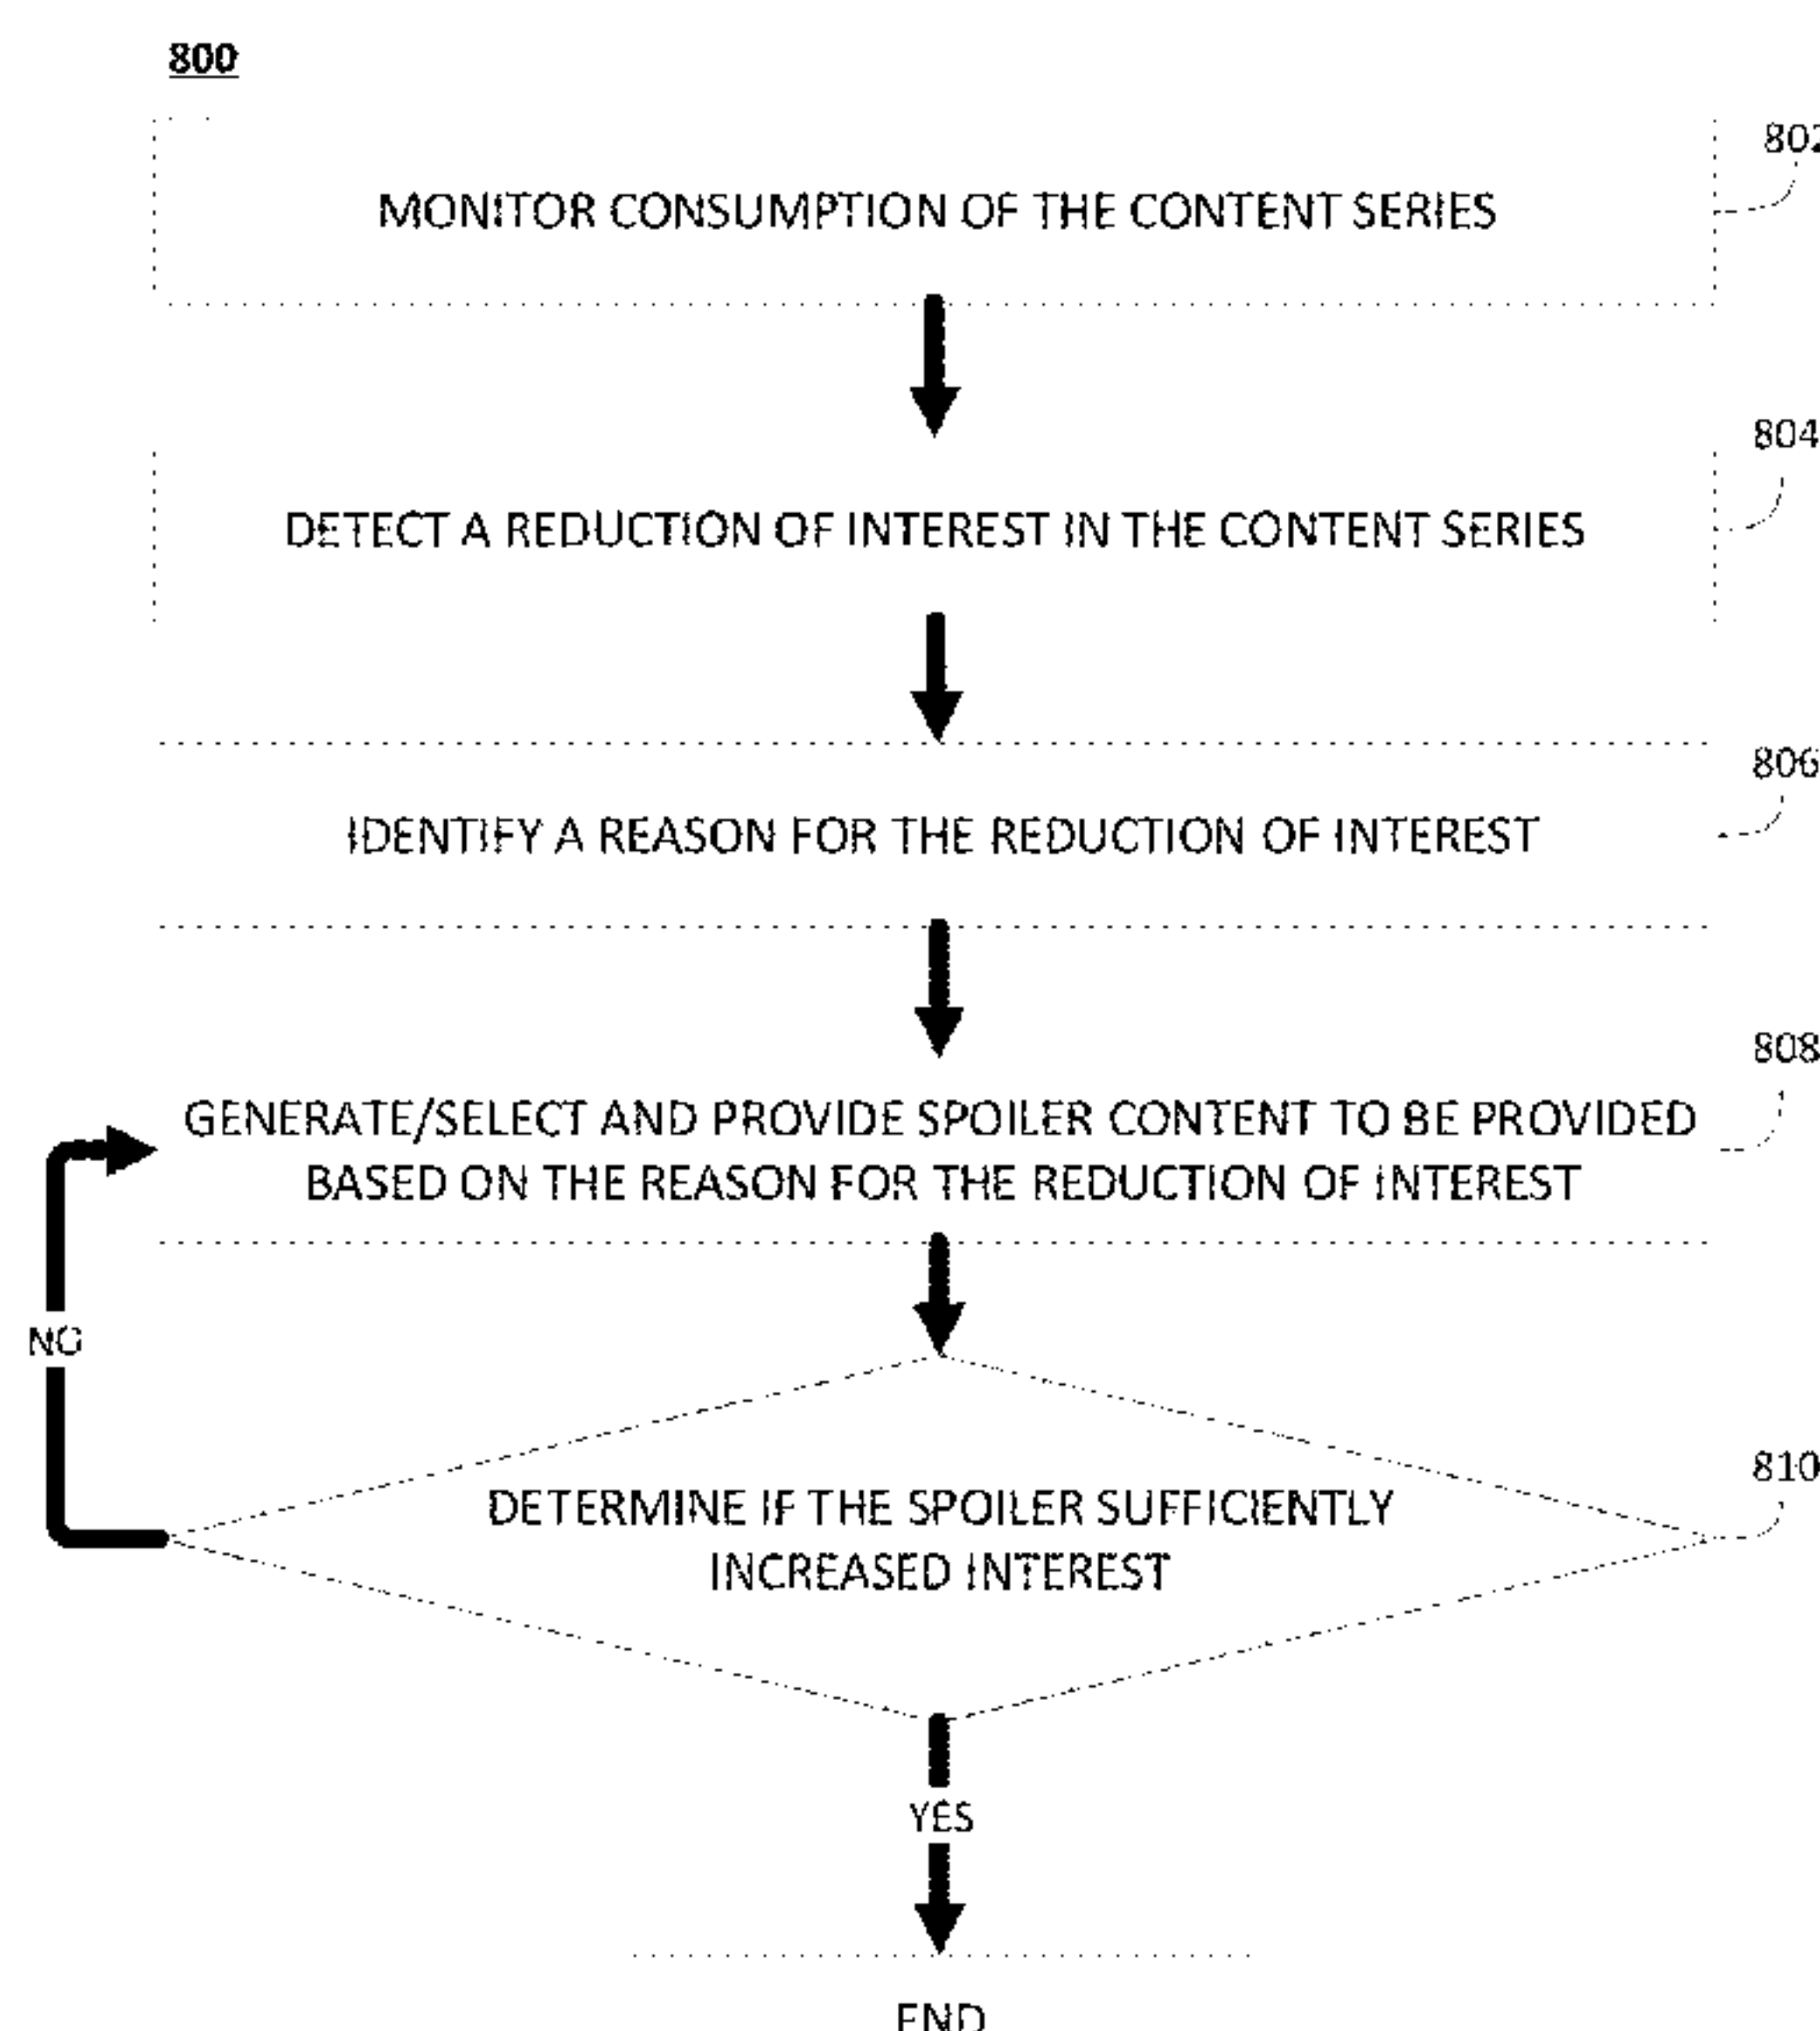 800
802
MONITOR CONSUMPTION OF THE CONTENT SERIES
804
DETECT A REDUCTION OF INTEREST IN THE CONTENT SERIES
806
IDENTIFY A REASON FOR THE REDUCTION OF INTEREST
808
GENERATE/SELECT AND PROVIDE SPOILER CONTENT TO BE PROVIDED
BASED ON THE REASON FOR THE REDUCTION OF INTEREST
NO
810
DETERMINE IF THE SPOILER SUFFICIENTLY
INCREASED INTEREST
YES
END